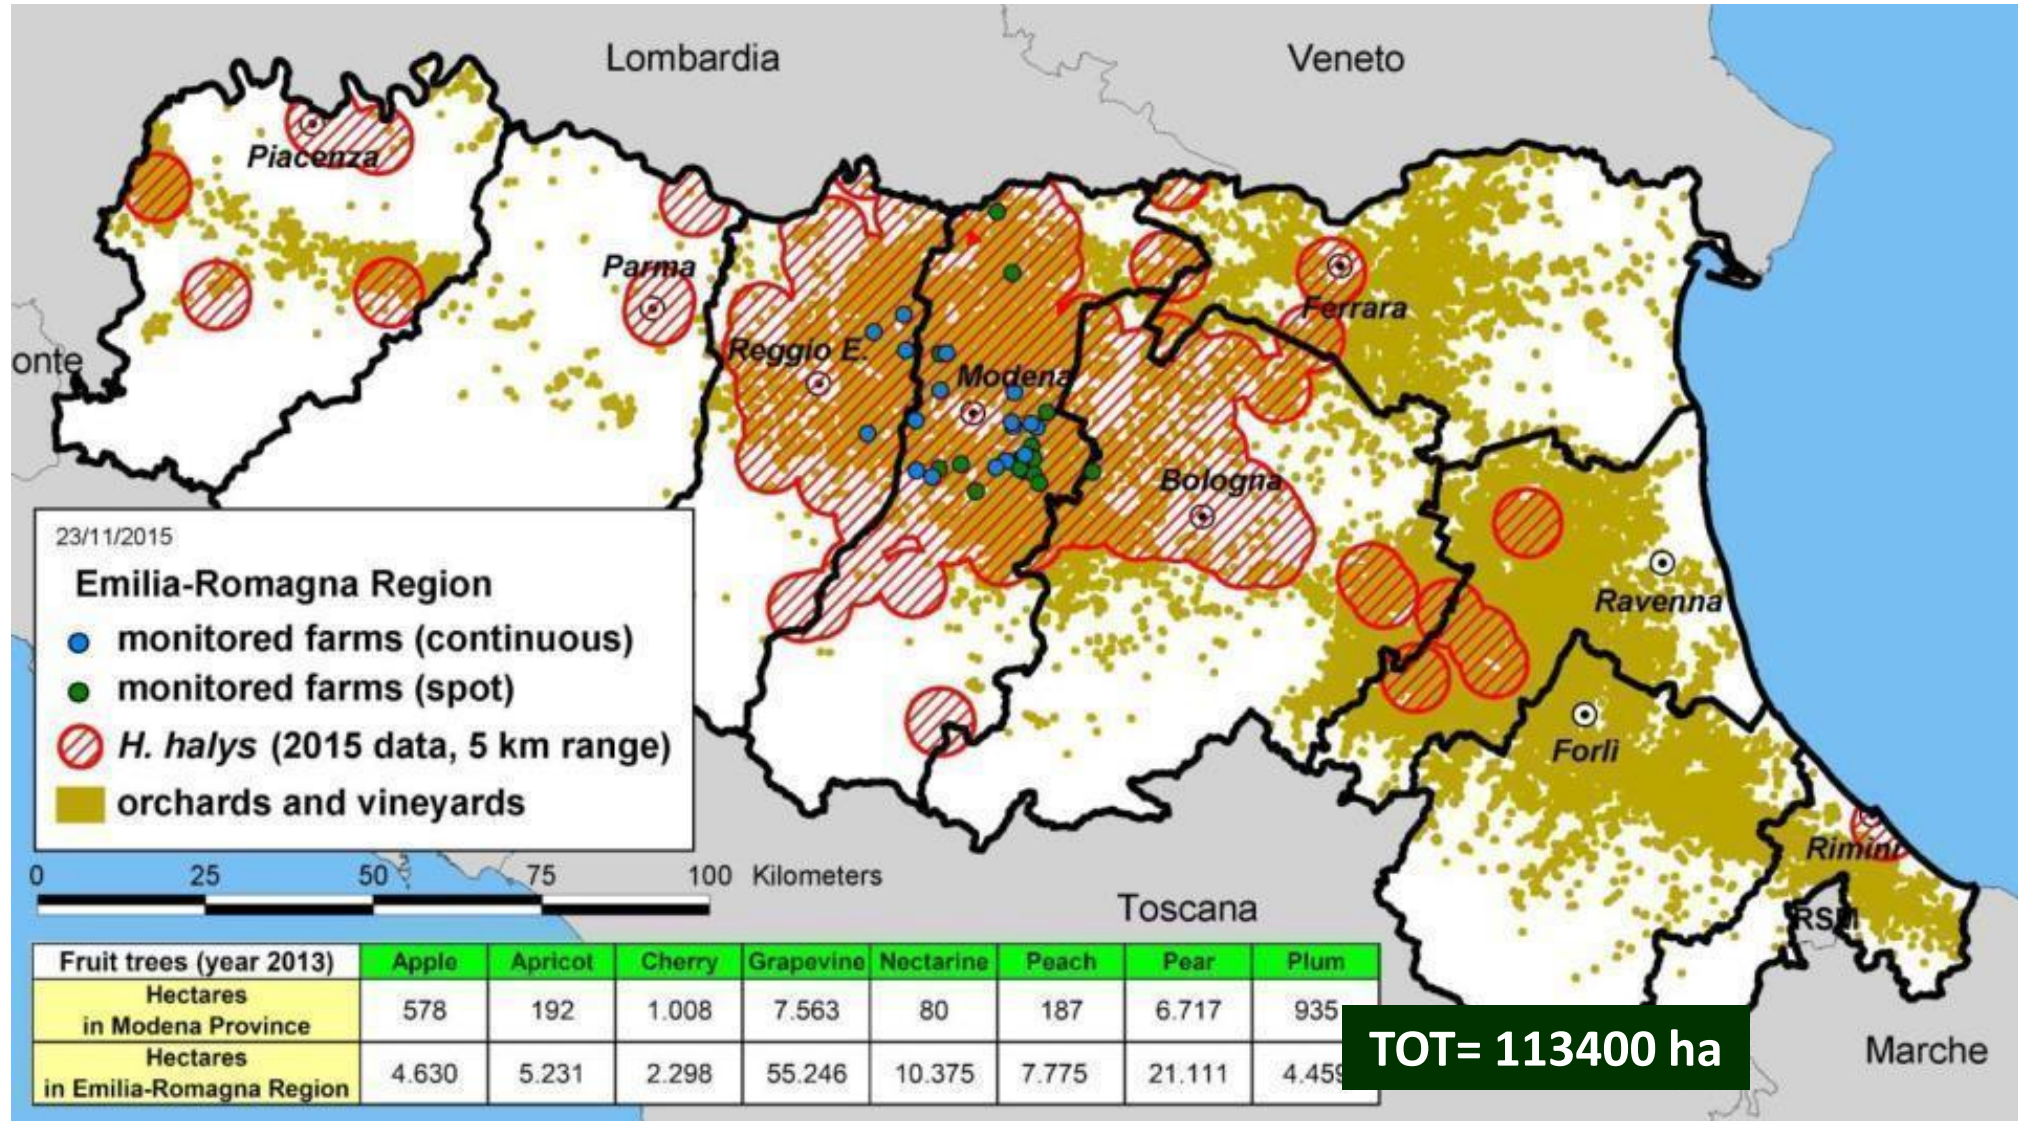 Lombardia
Veneto
Piacenza
Parma
Ferrara
onte
Reggio E.
Modena
Bologna
Ravenna
Forlì
Rimini
RSM
Toscana
Marche
23/11/2015
Emilia-Romagna Region
monitored farms (continuous)
monitored farms (spot)
H. halys (2015 data, 5 km range)
orchards and vineyards
0 25 50 75 100 Kilometers
Fruit trees (year 2013) Apple Apricot Cherry Grapevine Nectarine Peach Pear Plum
Hectares
in Modena Province 578 192 1.008 7.563 80 187 6.717 935
Hectares
in Emilia-Romagna Region 4.630 5.231 2.298 55.246 10.375 7.775 21.111 4.459
TOT= 113400 ha